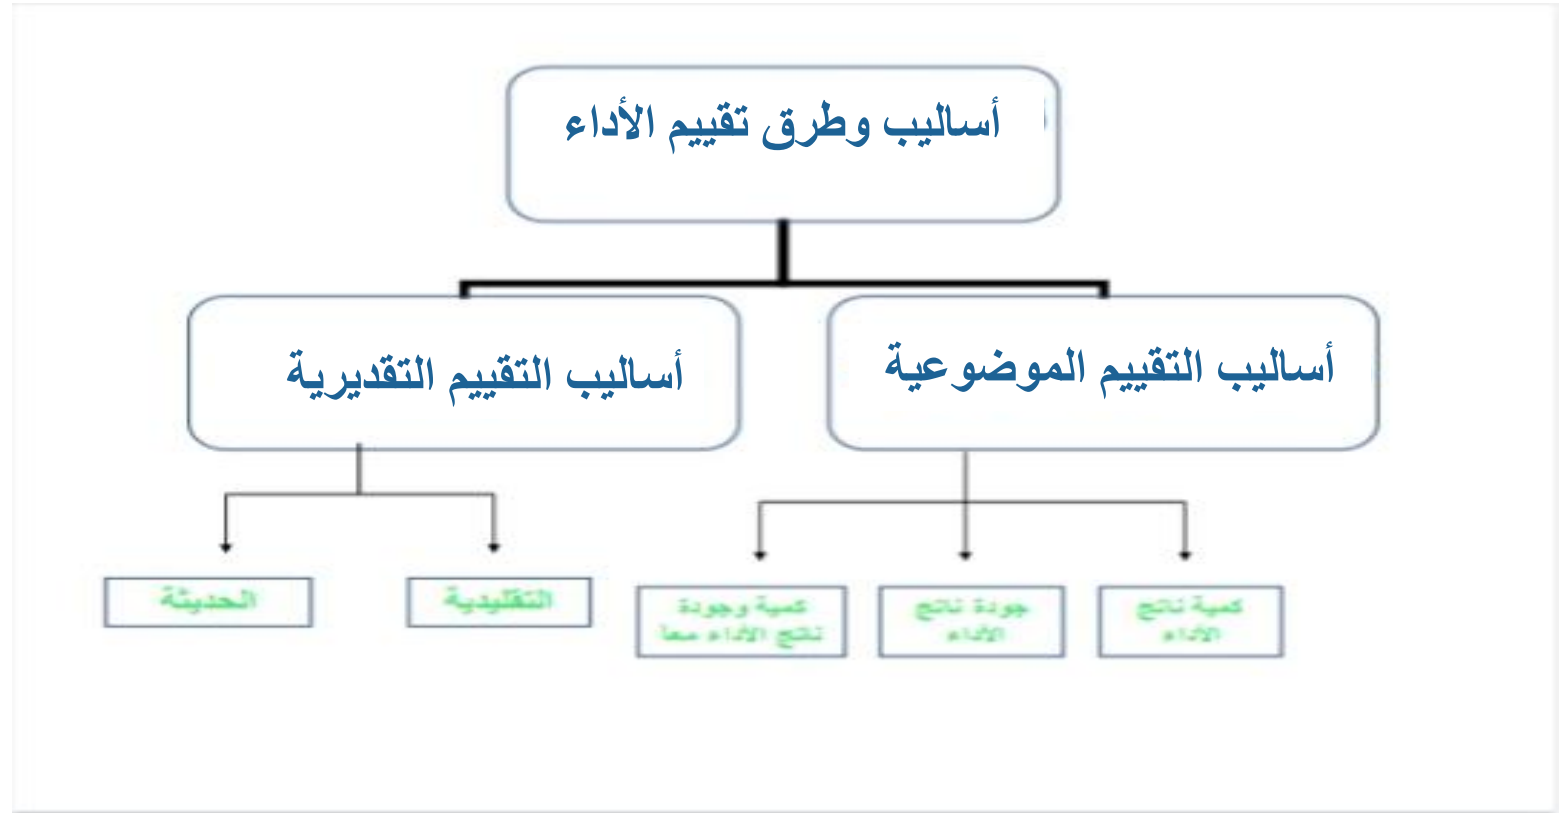 أساليب وطرق تقييم الأداء
أساليب التقييم الموضوعية
أساليب التقييم التقديرية
كمية ناتج
الأداء
جودة ناتج
الأداء
كمية وجودة
ناتج الأداء معاً
التقليدية
الحديثة